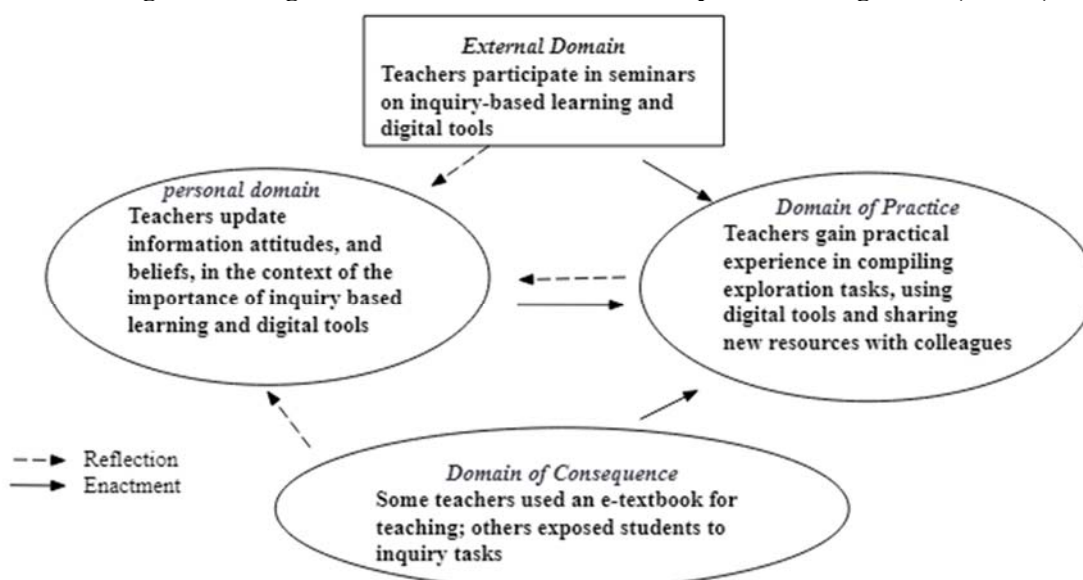 External Domain
Teachers participate in seminars
on inquiry-based learning and
digital tools
personal domain
Teachers update
information attitudes, and
beliefs, in the context of the
importance of inquiry based
learning and digital tools
Domain of Practice
Teachers gain practical
experience in compiling
exploration tasks, using
digital tools and sharing
new resources with colleagues
Reflection
Enactment
Domain of Consequence
Some teachers used an e-textbook for
teaching; others exposed students to
inquiry tasks